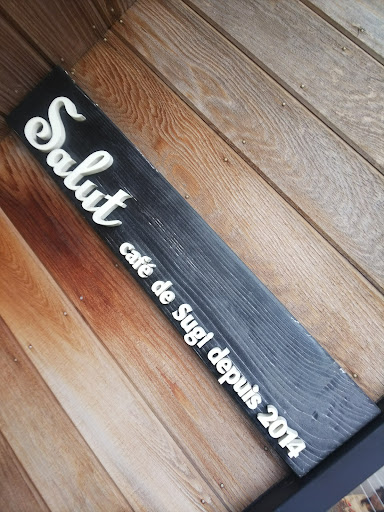 Salut
café de Sugi depuis 2014